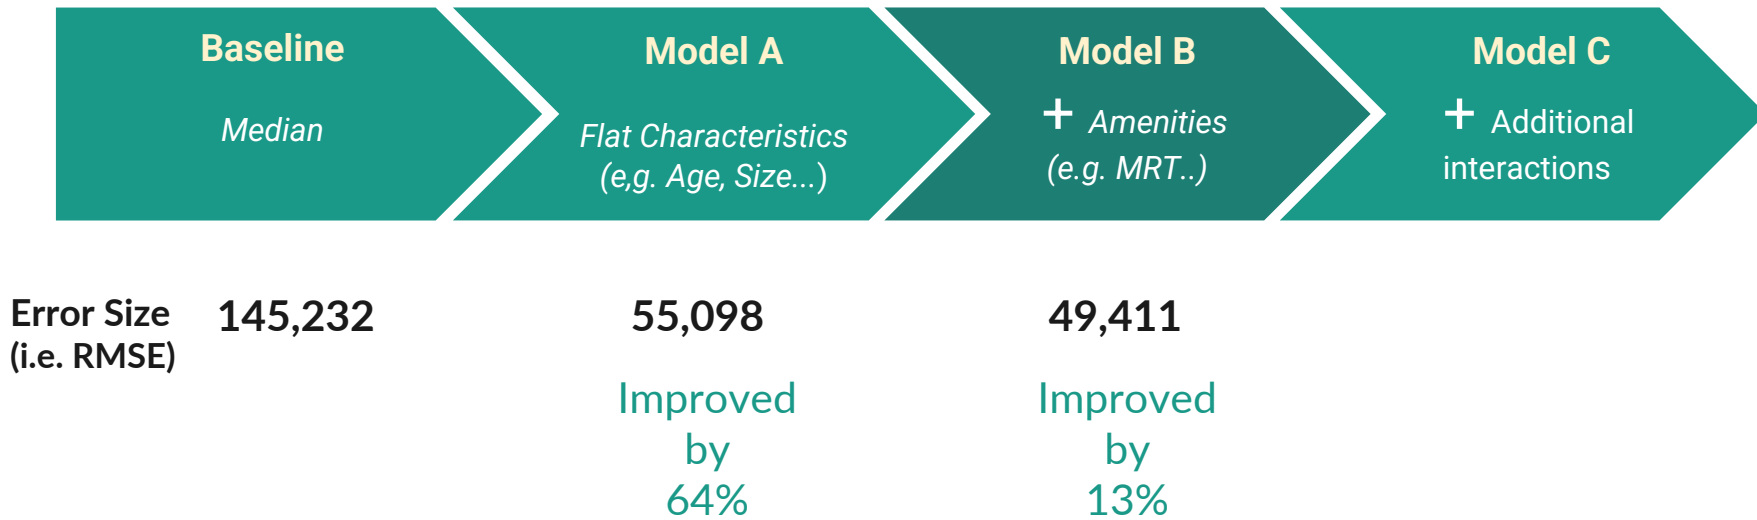 Baseline
Median
Model A
Flat Characteristics
(e,g. Age, Size...)
Model B
+ Amenities
(e.g. MRT..)
Model C
+ Additional
interactions
Error Size
(i.e. RMSE)
145,232
55,098
49,411
Improved
by
64%
Improved
by
13%